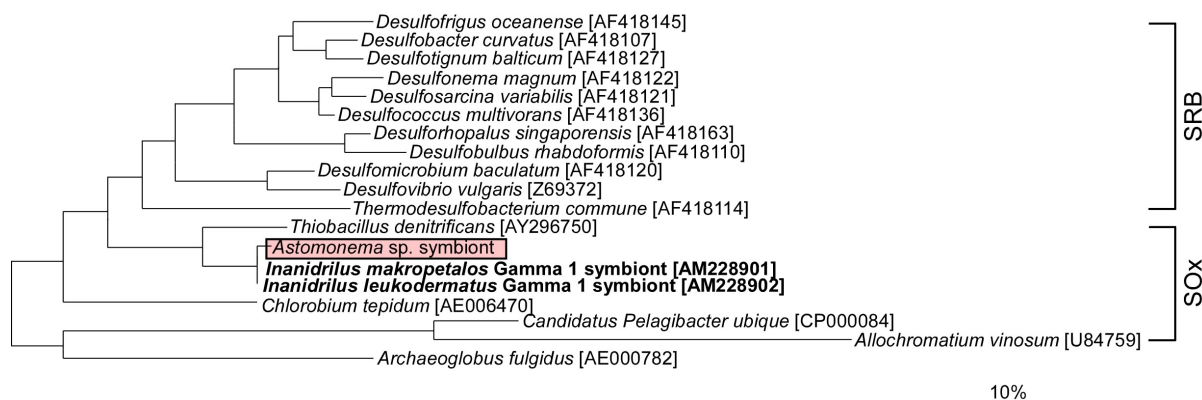 Desulfofrigus oceanense [AF418145]
Desulfobacter curvatus [AF418107]
Desulfotignum balticum [AF418127]
Desulfonema magnum [AF418122]
Desulfosarcina variabilis [AF418121]
Desulfococcus multivorans [AF418136]
Desulforhopalus singaporensis [AF418163]
Desulfobulbus rhabdoformis [AF418110]
Desulfomicrobium baculatum [AF418120]
Desulfovibrio vulgaris [Z69372]
Thermodesulfobacterium commune [AF418114]
SRB
Thiobacillus denitrificans [AY296750]
Astomonema sp. symbiont
Inanidrilus makropetalos Gamma 1 symbiont [AM228901]
Inanidrilus leukodermatus Gamma 1 symbiont [AM228902]
Chlorobium tepidum [AE006470]
Candidatus Pelagibacter ubique [CP000084]
Allochromatium vinosum [U84759]
SOx
Archaeoglobus fulgidus [AE000782]
10%